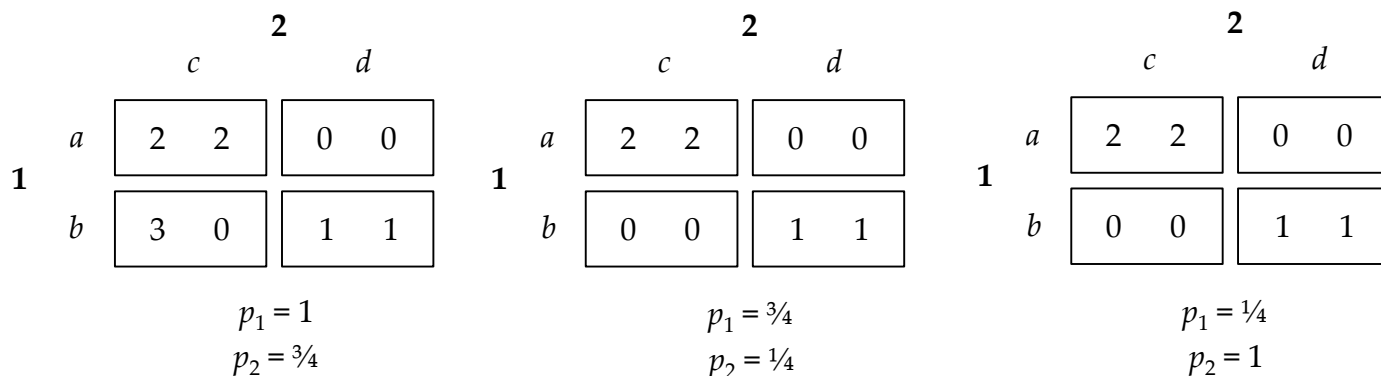 2 2 2
c d c d c d
a 2 2 0 0 a 2 2 0 0 a 2 2 0 0
1 1 1
b 3 0 1 1 b 0 0 1 1 b 0 0 1 1
p₁ = 1 p₁ = ¾ p₁ = ¼
p₂ = ¾ p₂ = ¼ p₂ = 1